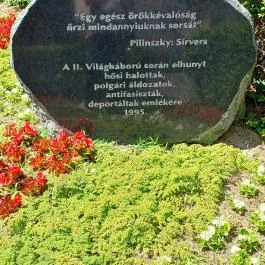 "Egy egész örökkévalóság
őrzi mindannyiuknak sorsát"
Pilinszky: Sírvers
A II. Világháború során elhunyt
hősi halottak,
polgári áldozatok,
antifasiszták,
deportáltak emlékére
1995.